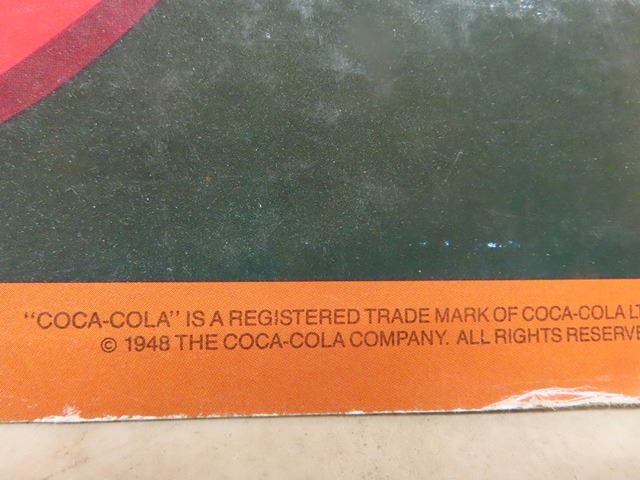 "COCA-COLA" IS A REGISTERED TRADE MARK OF COCA-COLA LT
© 1948 THE COCA-COLA COMPANY. ALL RIGHTS RESERVE